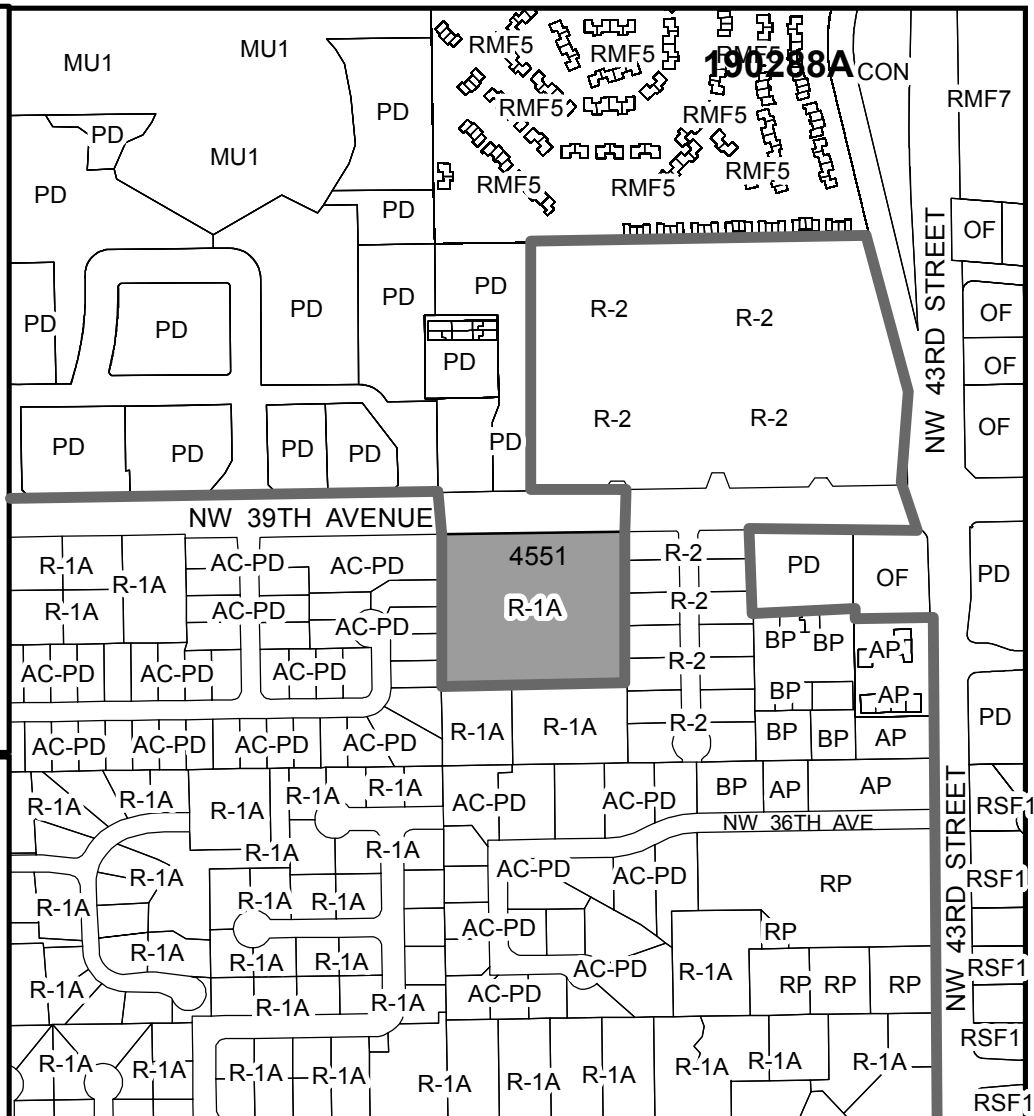 MU1
MU1
RMF5
RMF5
RMF5
190288A
CON
RMF7
PD
PD
RMF5
RMF5
MU1
RMF5
RMF5
RMF5
PD
PD
OF
PD
PD
PD
R-2
R-2
OF
PD
PD
PD
OF
NW 43RD STREET
R-2
R-2
OF
PD
PD
PD
PD
PD
NW 39TH AVENUE
4551
R-1A
R-1A
R-1A
R-1A
AC-PD
AC-PD
AC-PD
AC-PD
R-2
R-2
R-2
R-2
PD
OF
PD
BP
BP
AP
AC-PD
AC-PD
AC-PD
BP
AP
AC-PD
AC-PD
AC-PD
AC-PD
R-1A
R-1A
BP
BP
AP
PD
R-1A
R-1A
R-1A
R-1A
R-1A
AC-PD
AC-PD
BP
AP
AP
RSF1
NW 36TH AVE
NW 43RD STREET
R-1A
R-1A
R-1A
AC-PD
AC-PD
RP
RSF1
R-1A
R-1A
R-1A
AC-PD
RP
R-1A
R-1A
R-1A
AC-PD
R-1A
RP
RP
RP
RSF1
R-1A
R-1A
R-1A
AC-PD
RSF1
R-1A
R-1A
R-1A
R-1A
R-1A
R-1A
R-1A
R-1A
R-1A
R-1A
RSF1